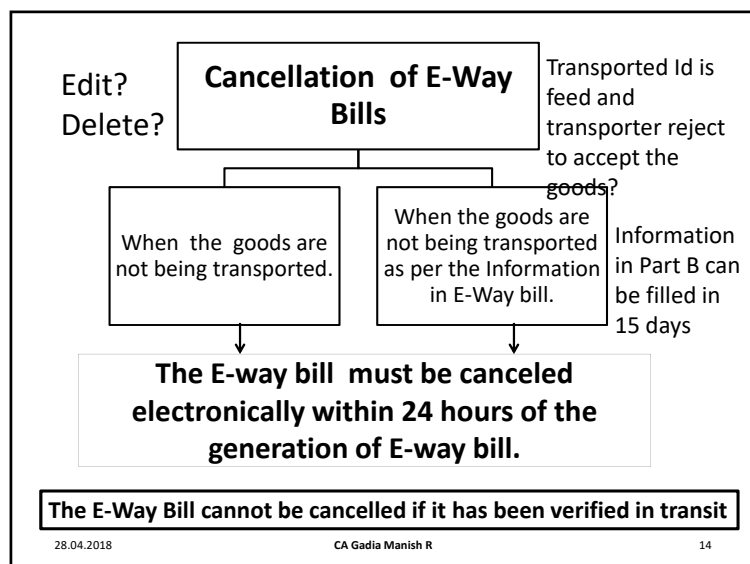 Edit?
Delete?
Cancellation of E-Way
Bills
Transported Id is
feed and
transporter reject
to accept the
goods?
When the goods are
not being transported.
When the goods are
not being transported
as per the Information
in E-Way bill.
Information
in Part B can
be filled in
15 days
The E-way bill must be canceled
electronically within 24 hours of the
generation of E-way bill.
The E-Way Bill cannot be cancelled if it has been verified in transit
28.04.2018
CA Gadia Manish R
14